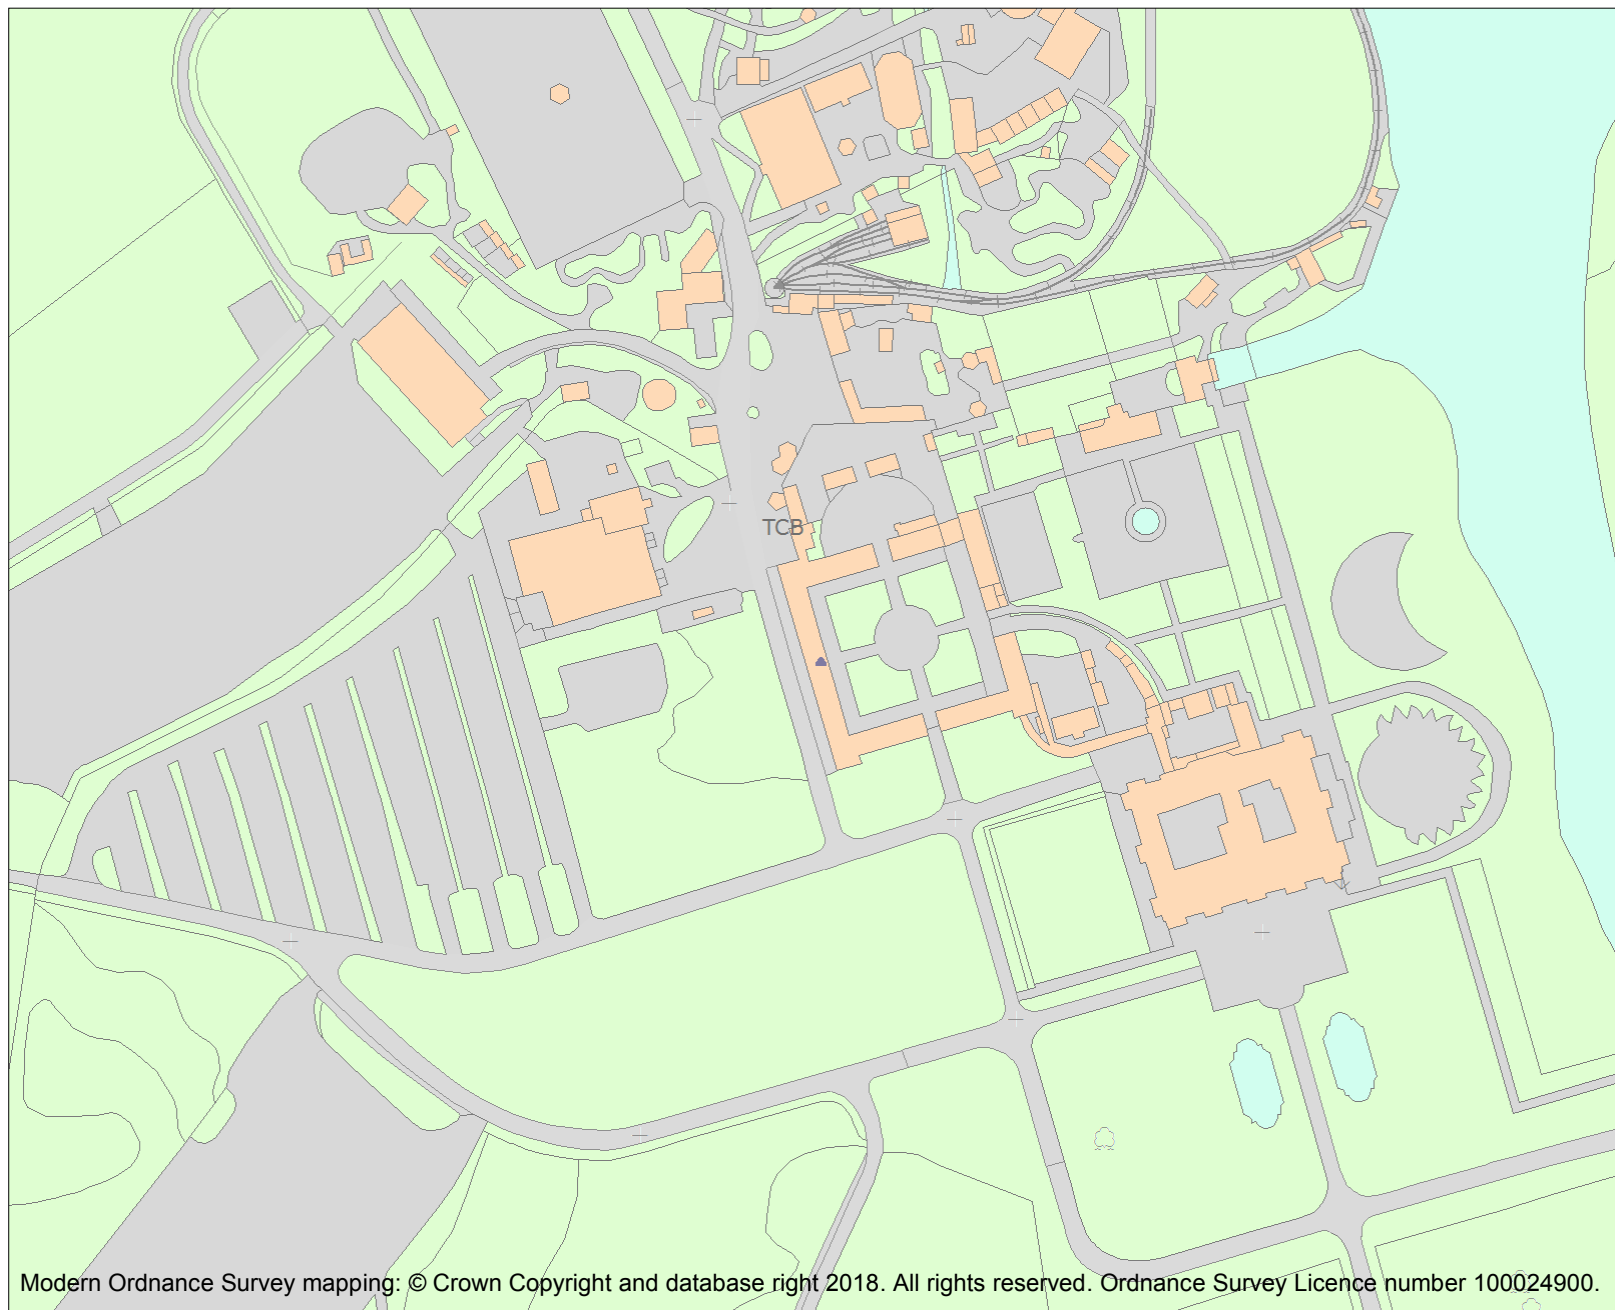 TCB
Modern Ordnance Survey mapping: © Crown Copyright and database right 2018. All rights reserved. Ordnance Survey Licence number 100024900.